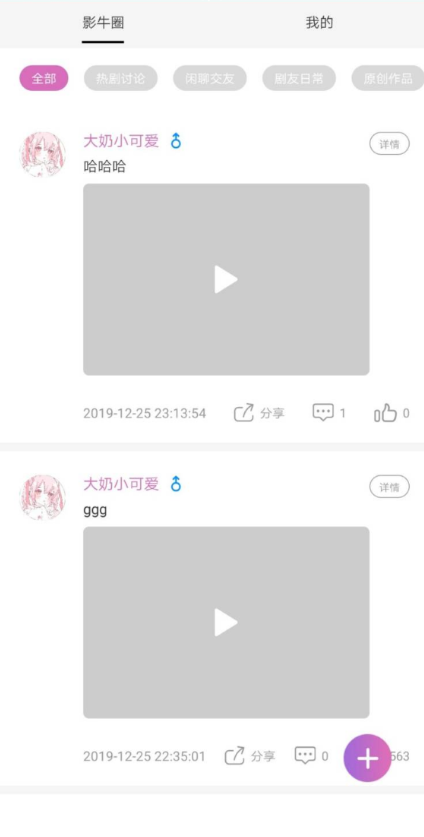 影牛圈 我的
全部 热剧讨论 闲聊交友 剧友日常 原创作品
大奶小可爱 详情
哈哈哈
2019-12-25 23:13:54 分享 1 0
大奶小可爱 详情
ggg
2019-12-25 22:35:01 分享 0 563